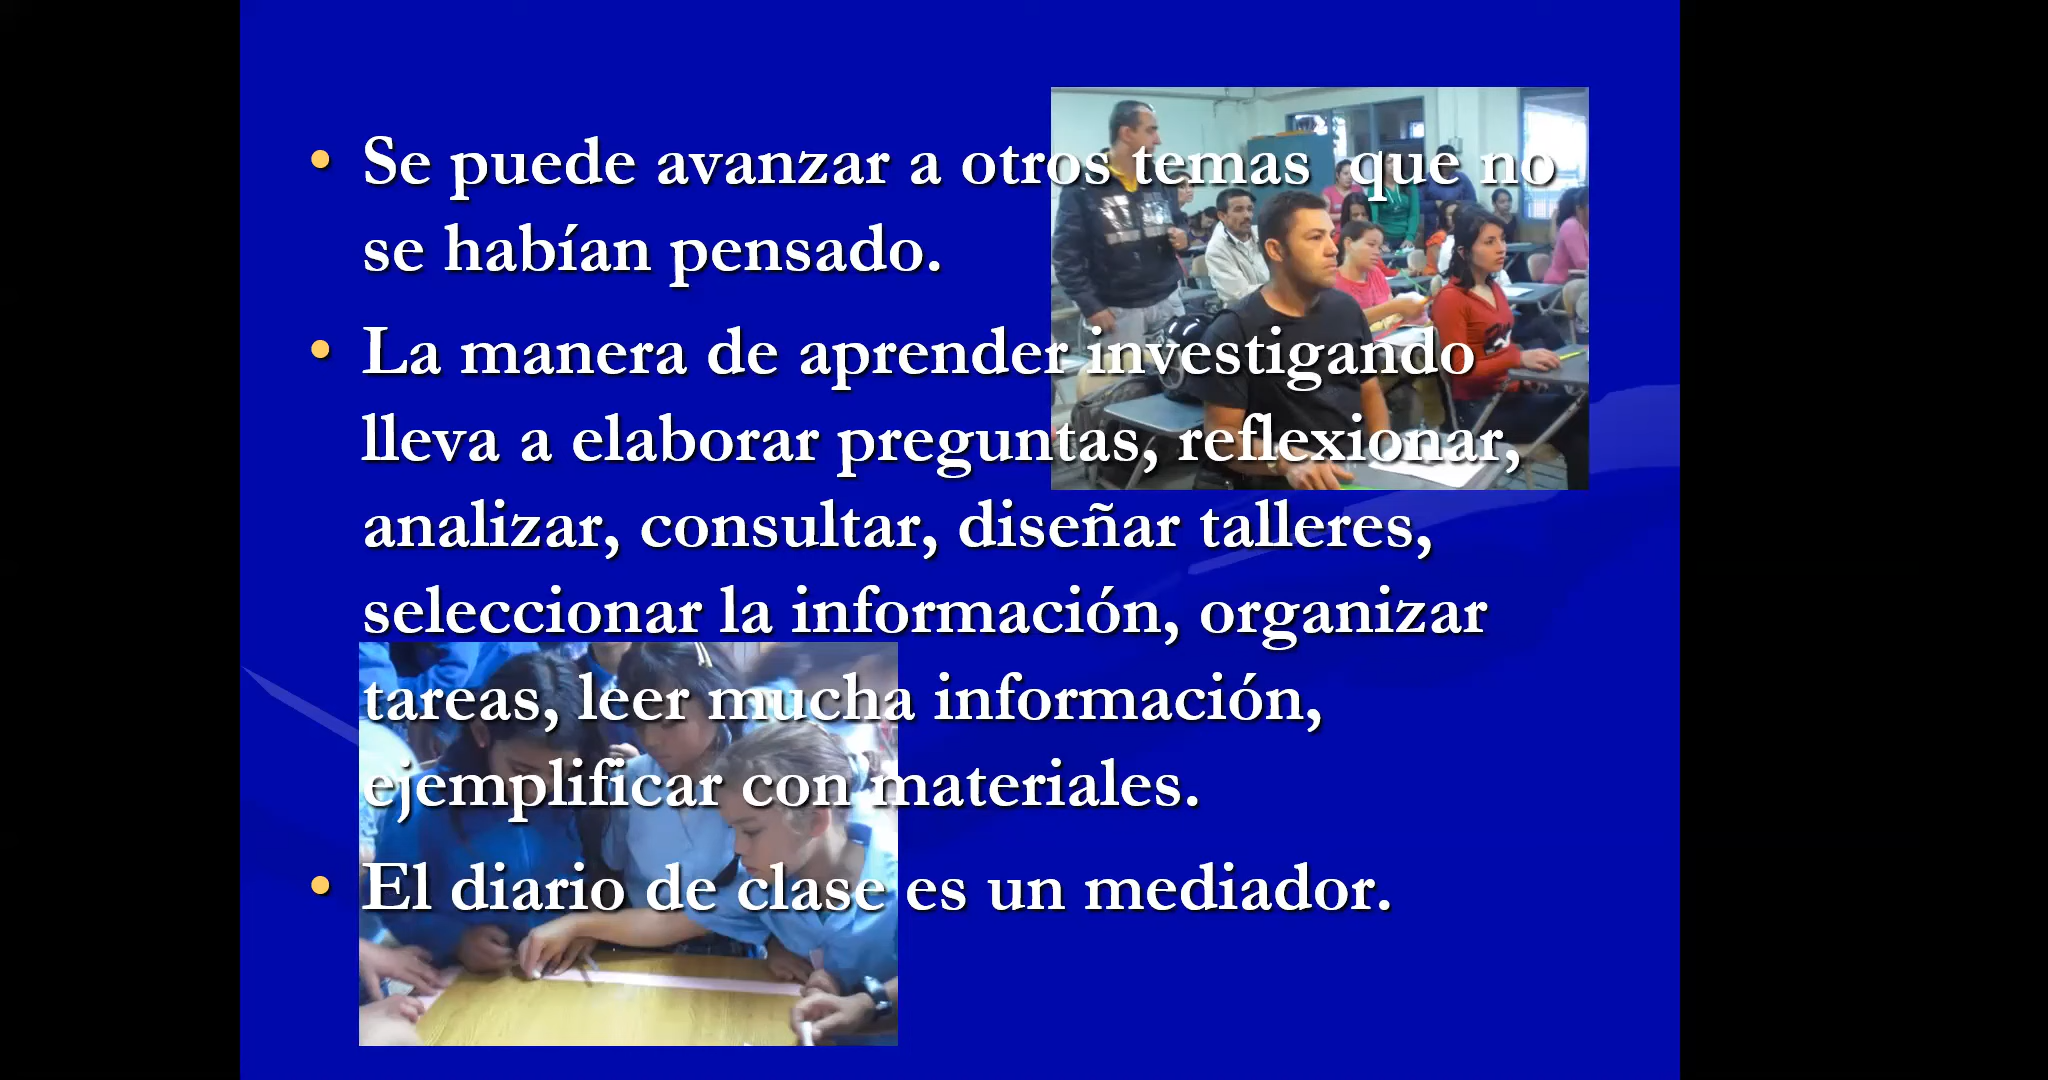 • Se puede avanzar a otros temas que no
se habían pensado.
• La manera de aprender investigando
lleva a elaborar preguntas, reflexionar,
analizar, consultar, diseñar talleres,
seleccionar la información, organizar
tareas, leer mucha información,
ejemplificar con materiales.
• El diario de clase es un mediador.